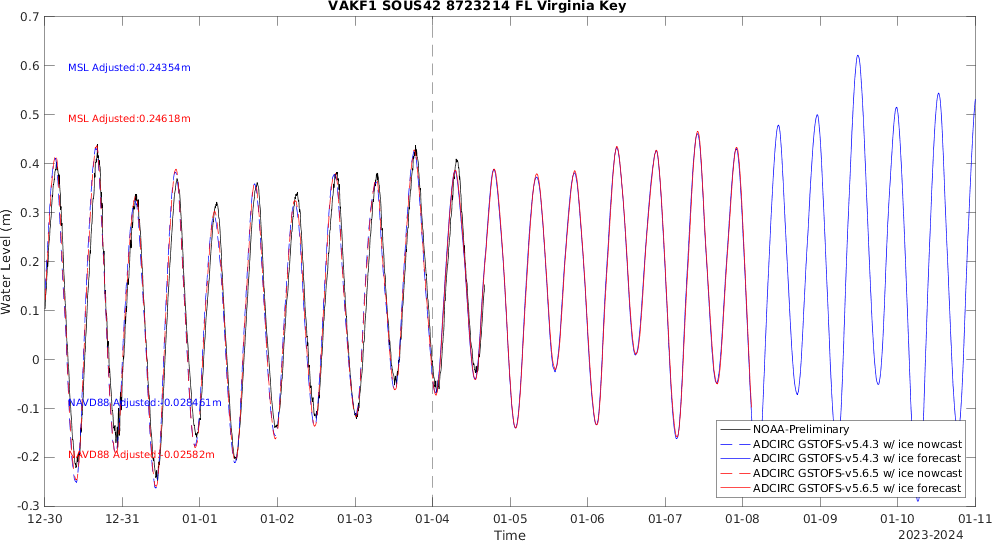 VAKF1 SOUS42 8723214 FL Virginia Key
0.7
0.6
0.5
0.4
0.3
0.2
0.1
0
-0.1
-0.2
-0.3
Water Level (m)
MSL Adjusted:0.24354m
MSL Adjusted:0.24618m
NAVD88 Adjusted:-0.028461m
NAVD88 Adjusted:-0.02582m
NOAA-Preliminary
ADCIRC GSTOFS-v5.4.3 w/ ice nowcast
ADCIRC GSTOFS-v5.4.3 w/ ice forecast
ADCIRC GSTOFS-v5.6.5 w/ ice nowcast
ADCIRC GSTOFS-v5.6.5 w/ ice forecast
12-30 12-31 01-01 01-02 01-03 01-04 01-05 01-06 01-07 01-08 01-09 01-10 01-11
Time
2023-2024